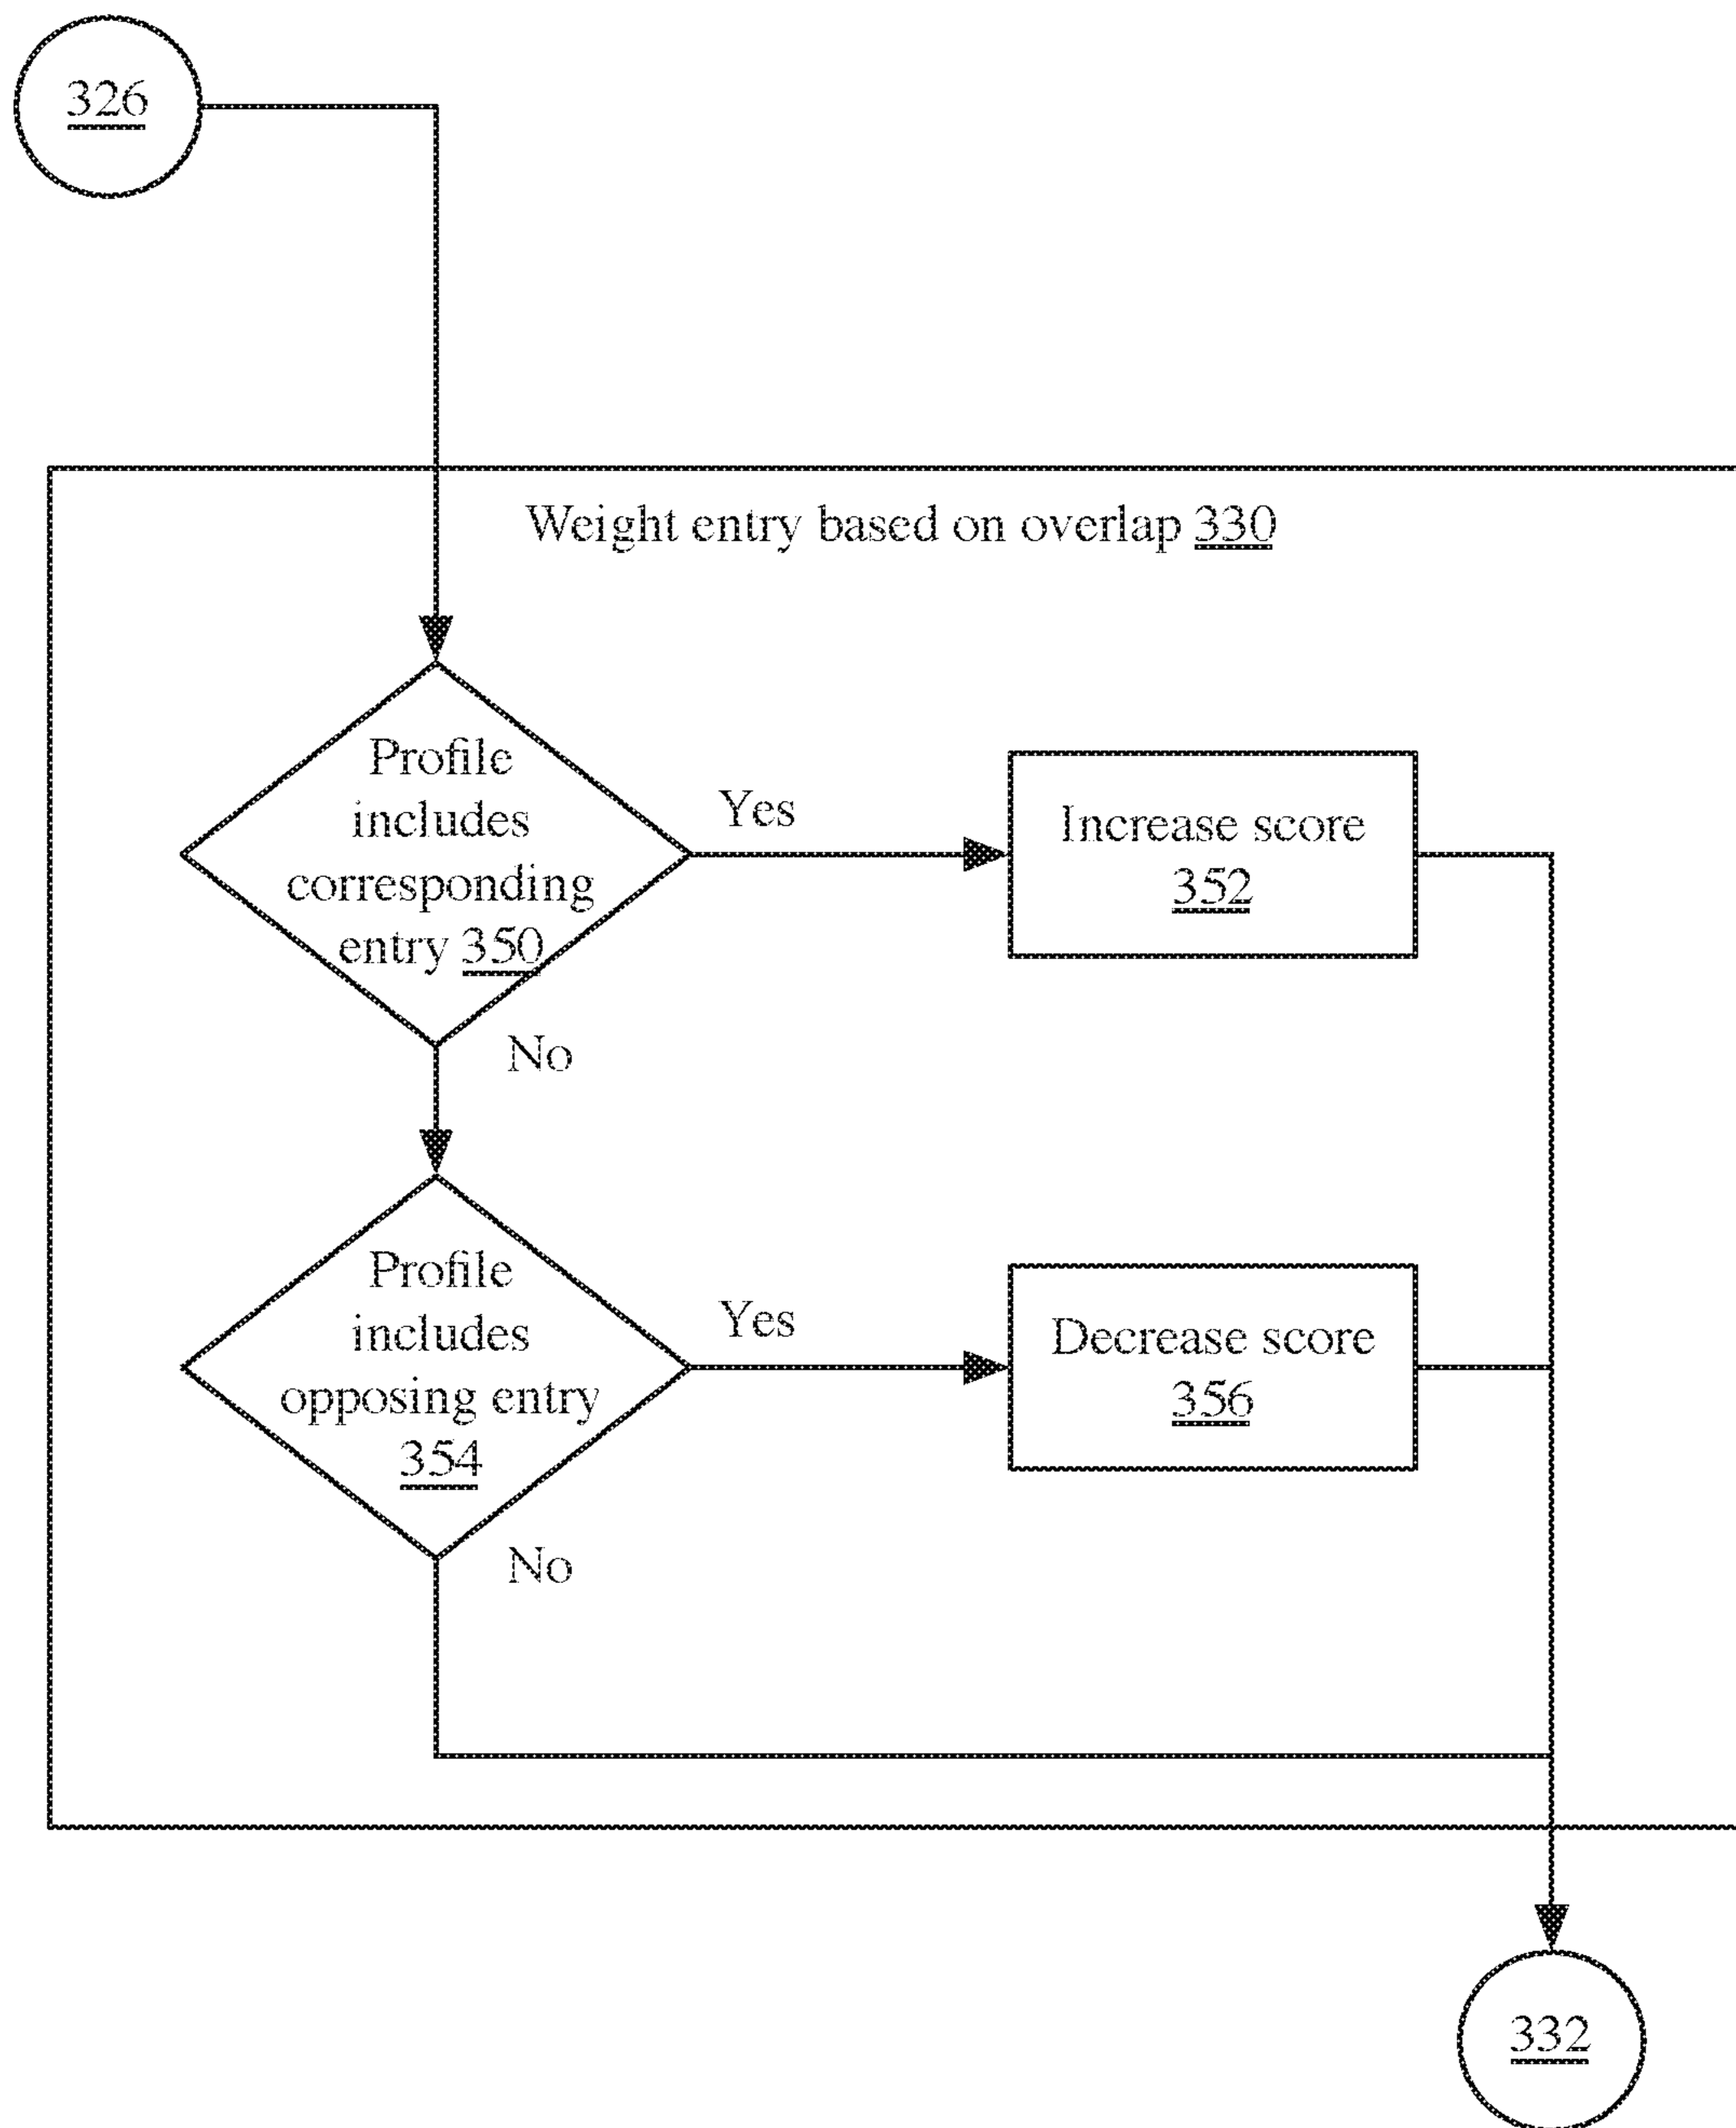 326
Weight entry based on overlap 330
Profile
includes
corresponding
entry 350
Yes
Increase score
352
No
Profile
includes
opposing entry
354
Yes
Decrease score
356
No
332